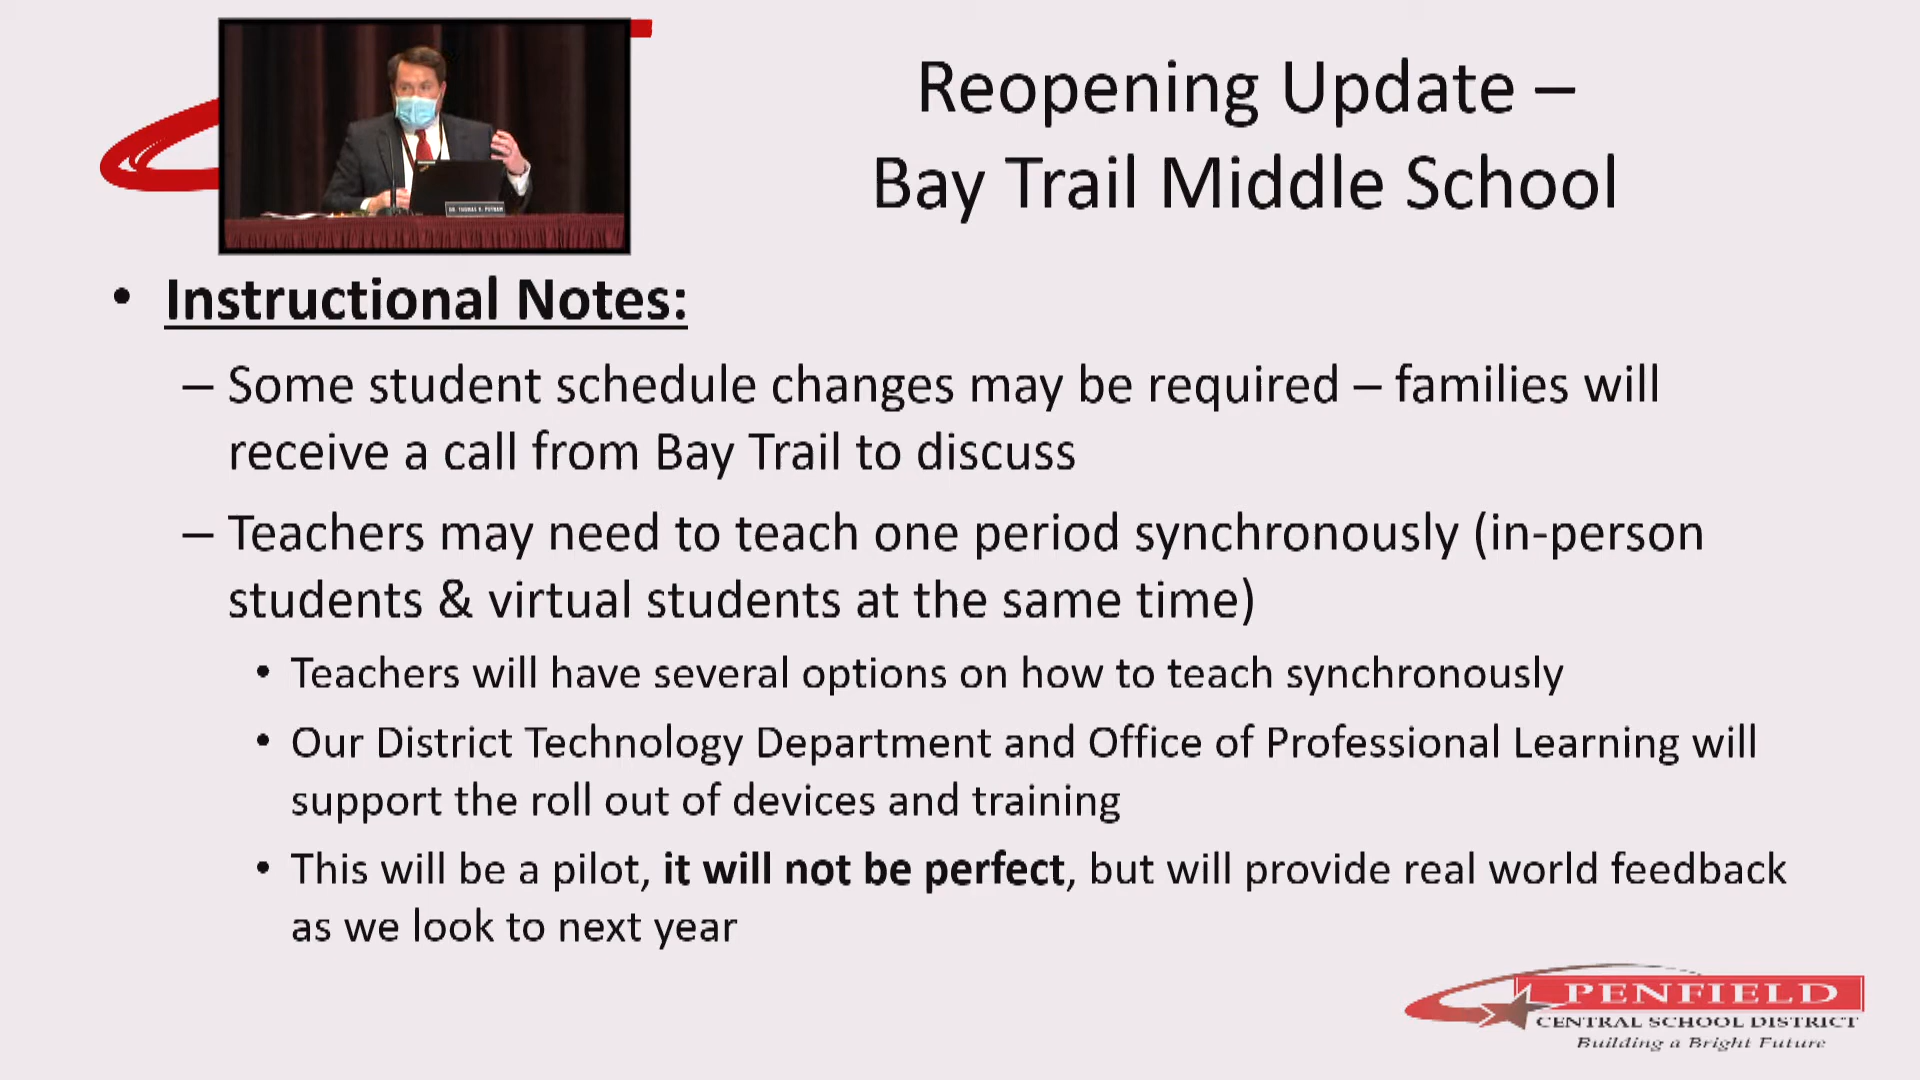 Reopening Update –
Bay Trail Middle School
DR. THOMAS K. PUTNAM
• Instructional Notes:
– Some student schedule changes may be required – families will
receive a call from Bay Trail to discuss
– Teachers may need to teach one period synchronously (in-person
students & virtual students at the same time)
• Teachers will have several options on how to teach synchronously
• Our District Technology Department and Office of Professional Learning will
support the roll out of devices and training
• This will be a pilot, it will not be perfect, but will provide real world feedback
as we look to next year
PENFIELD
CENTRAL SCHOOL DISTRICT
Building a Bright Future